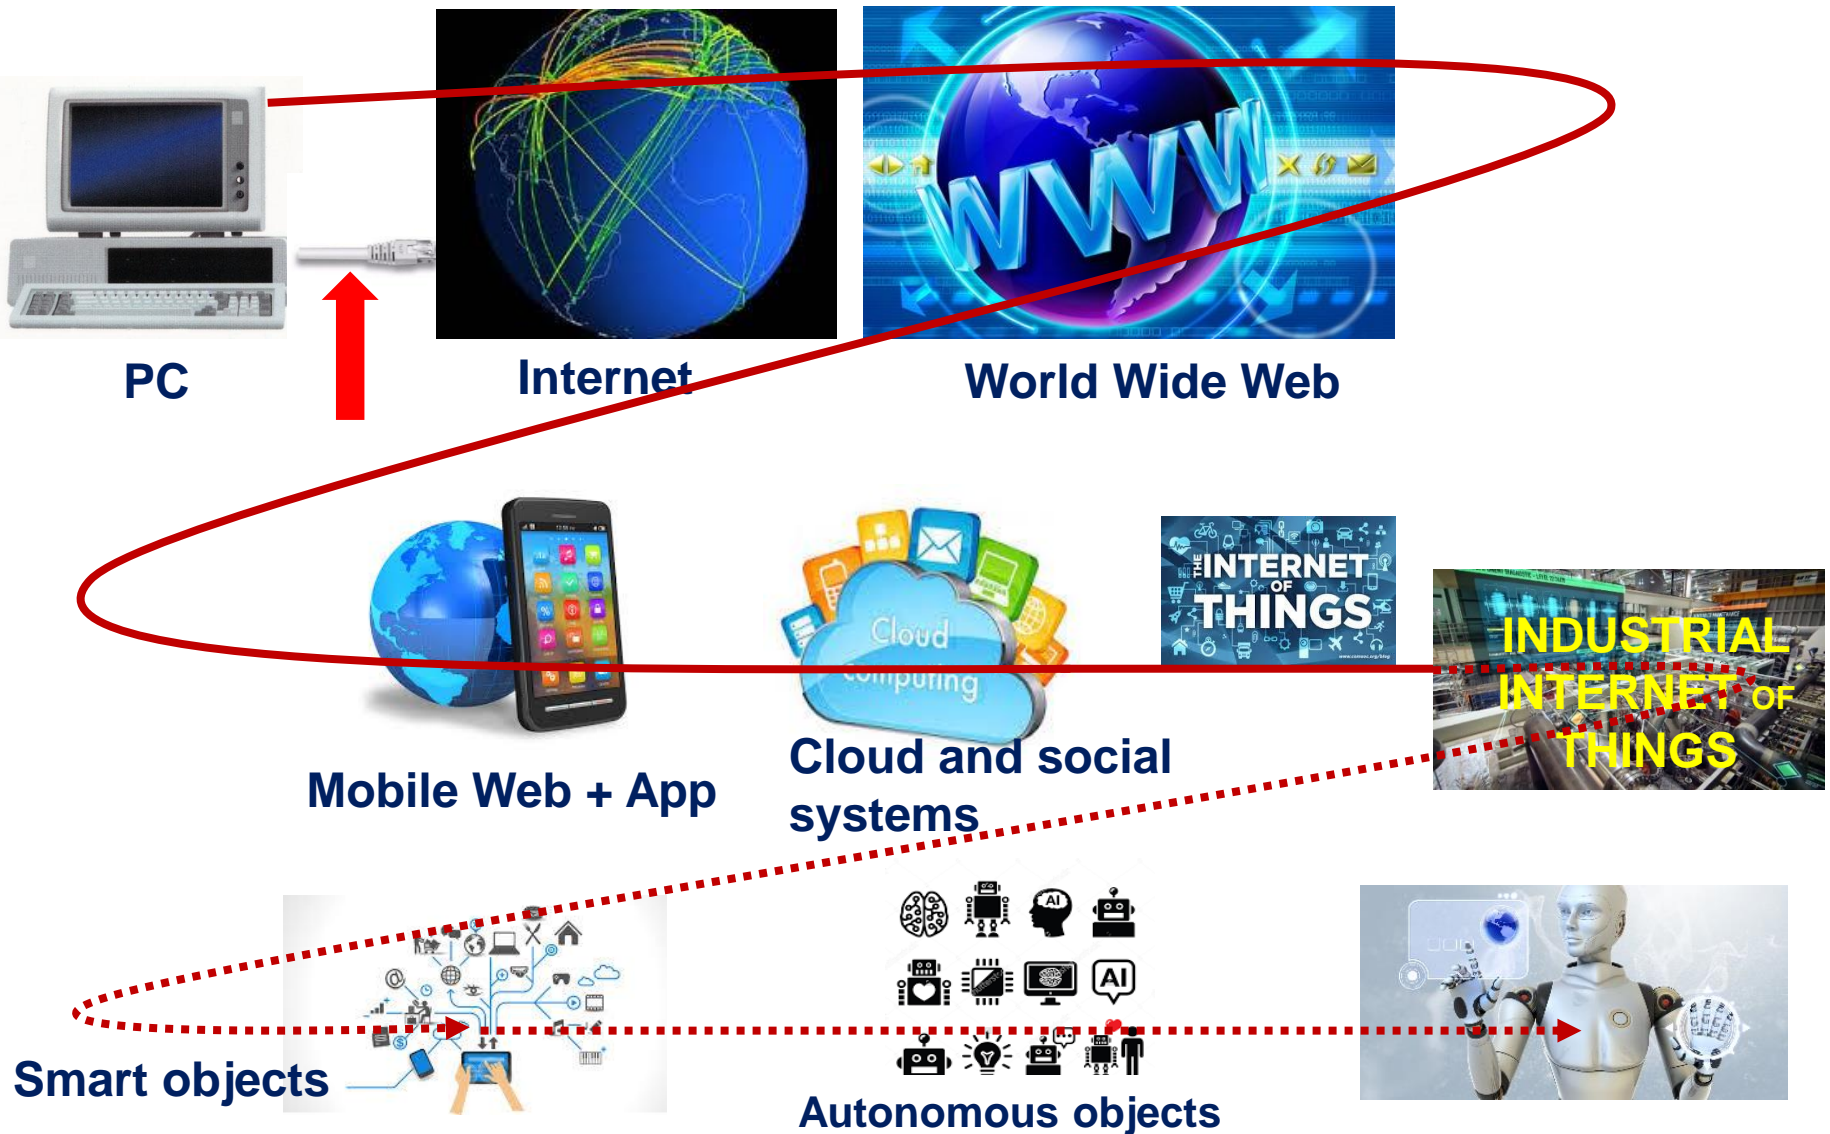 WWW
PC
Internet
World Wide Web
THE
INTERNET
OF
THINGS
Cloud
computing
INDUSTRIAL
INTERNET OF
THINGS
Mobile Web + App
Cloud and social
systems
AI
AI
Smart objects
Autonomous objects